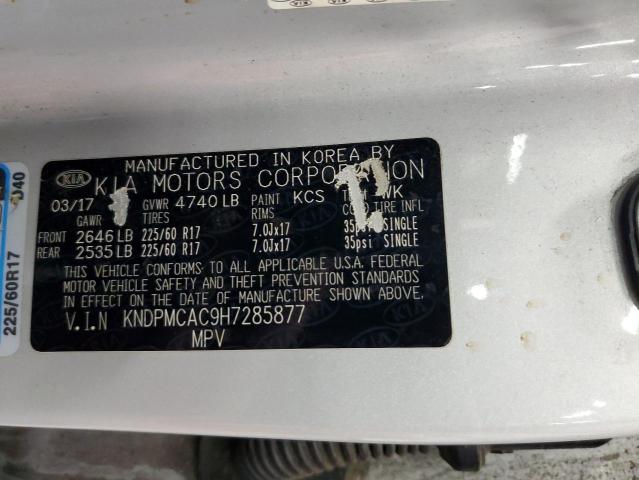 MANUFACTURED IN KOREA BY
KIA KIA MOTORS CORPORATION
03/17 GVWR 4740 LB PAINT KCS WK
GAWR TIRES RIMS COLD TIRE INFL
FRONT 2646 LB 225/60 R17 7.0Jx17 35psi SINGLE
REAR 2535 LB 225/60 R17 7.0Jx17 35psi SINGLE
THIS VEHICLE CONFORMS TO ALL APPLICABLE U.S.A. FEDERAL
MOTOR VEHICLE SAFETY AND THEFT PREVENTION STANDARDS
IN EFFECT ON THE DATE OF MANUFACTURE SHOWN ABOVE.
V.I.N KNDPMCAC9H7285877
MPV
225/60R17